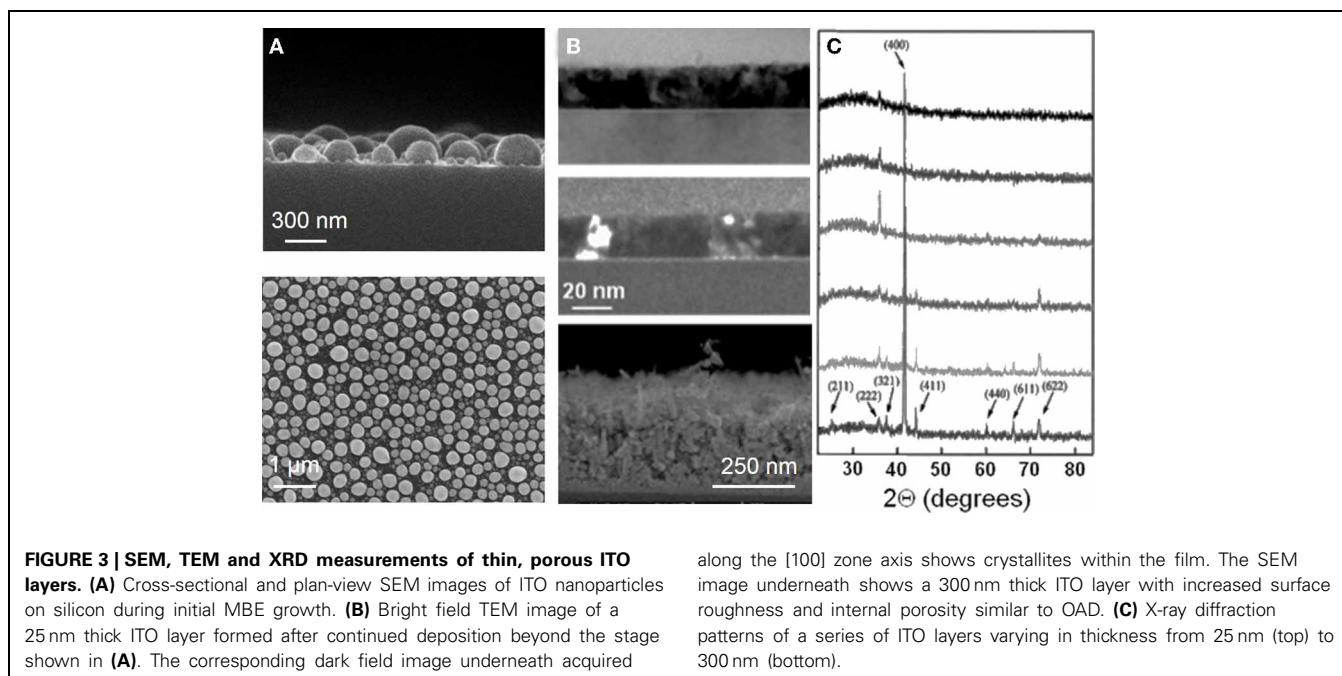 A
300 nm
1 µm
B
20 nm
250 nm
C
(400)
(211)
(222)
(321)
(411)
(440)
(611)
(622)
30 40 50 60 70 80
2Θ (degrees)
FIGURE 3 | SEM, TEM and XRD measurements of thin, porous ITO
layers. (A) Cross-sectional and plan-view SEM images of ITO nanoparticles
on silicon during initial MBE growth. (B) Bright field TEM image of a
25 nm thick ITO layer formed after continued deposition beyond the stage
shown in (A). The corresponding dark field image underneath acquired
along the [100] zone axis shows crystallites within the film. The SEM
image underneath shows a 300 nm thick ITO layer with increased surface
roughness and internal porosity similar to OAD. (C) X-ray diffraction
patterns of a series of ITO layers varying in thickness from 25 nm (top) to
300 nm (bottom).